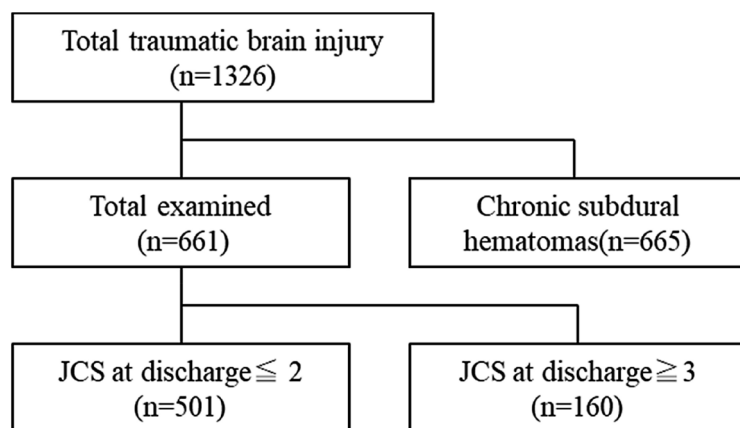 Total traumatic brain injury
(n=1326)
Total examined
(n=661)
Chronic subdural
hematomas(n=665)
JCS at discharge≦ 2
(n=501)
JCS at discharge≧3
(n=160)